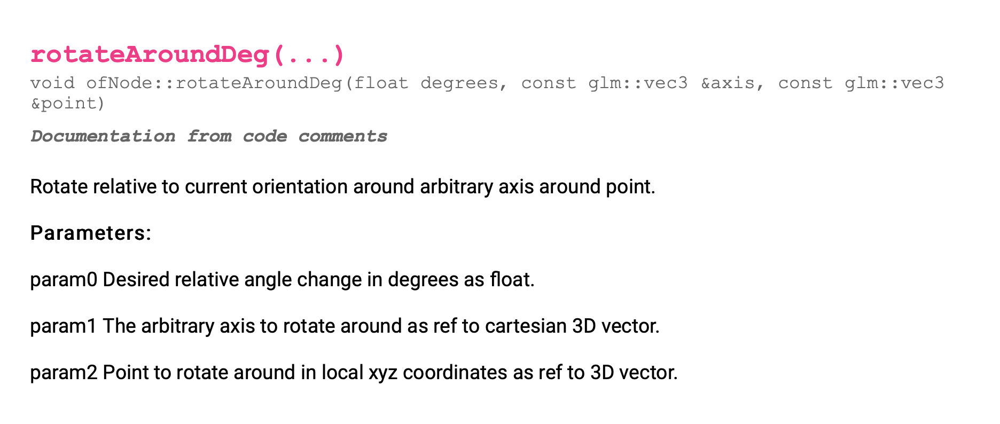 rotateAroundDeg(...)
void ofNode::rotateAroundDeg(float degrees, const glm::vec3 &axis, const glm::vec3
&point)
Documentation from code comments
Rotate relative to current orientation around arbitrary axis around point.
Parameters:
param0 Desired relative angle change in degrees as float.
param1 The arbitrary axis to rotate around as ref to cartesian 3D vector.
param2 Point to rotate around in local xyz coordinates as ref to 3D vector.